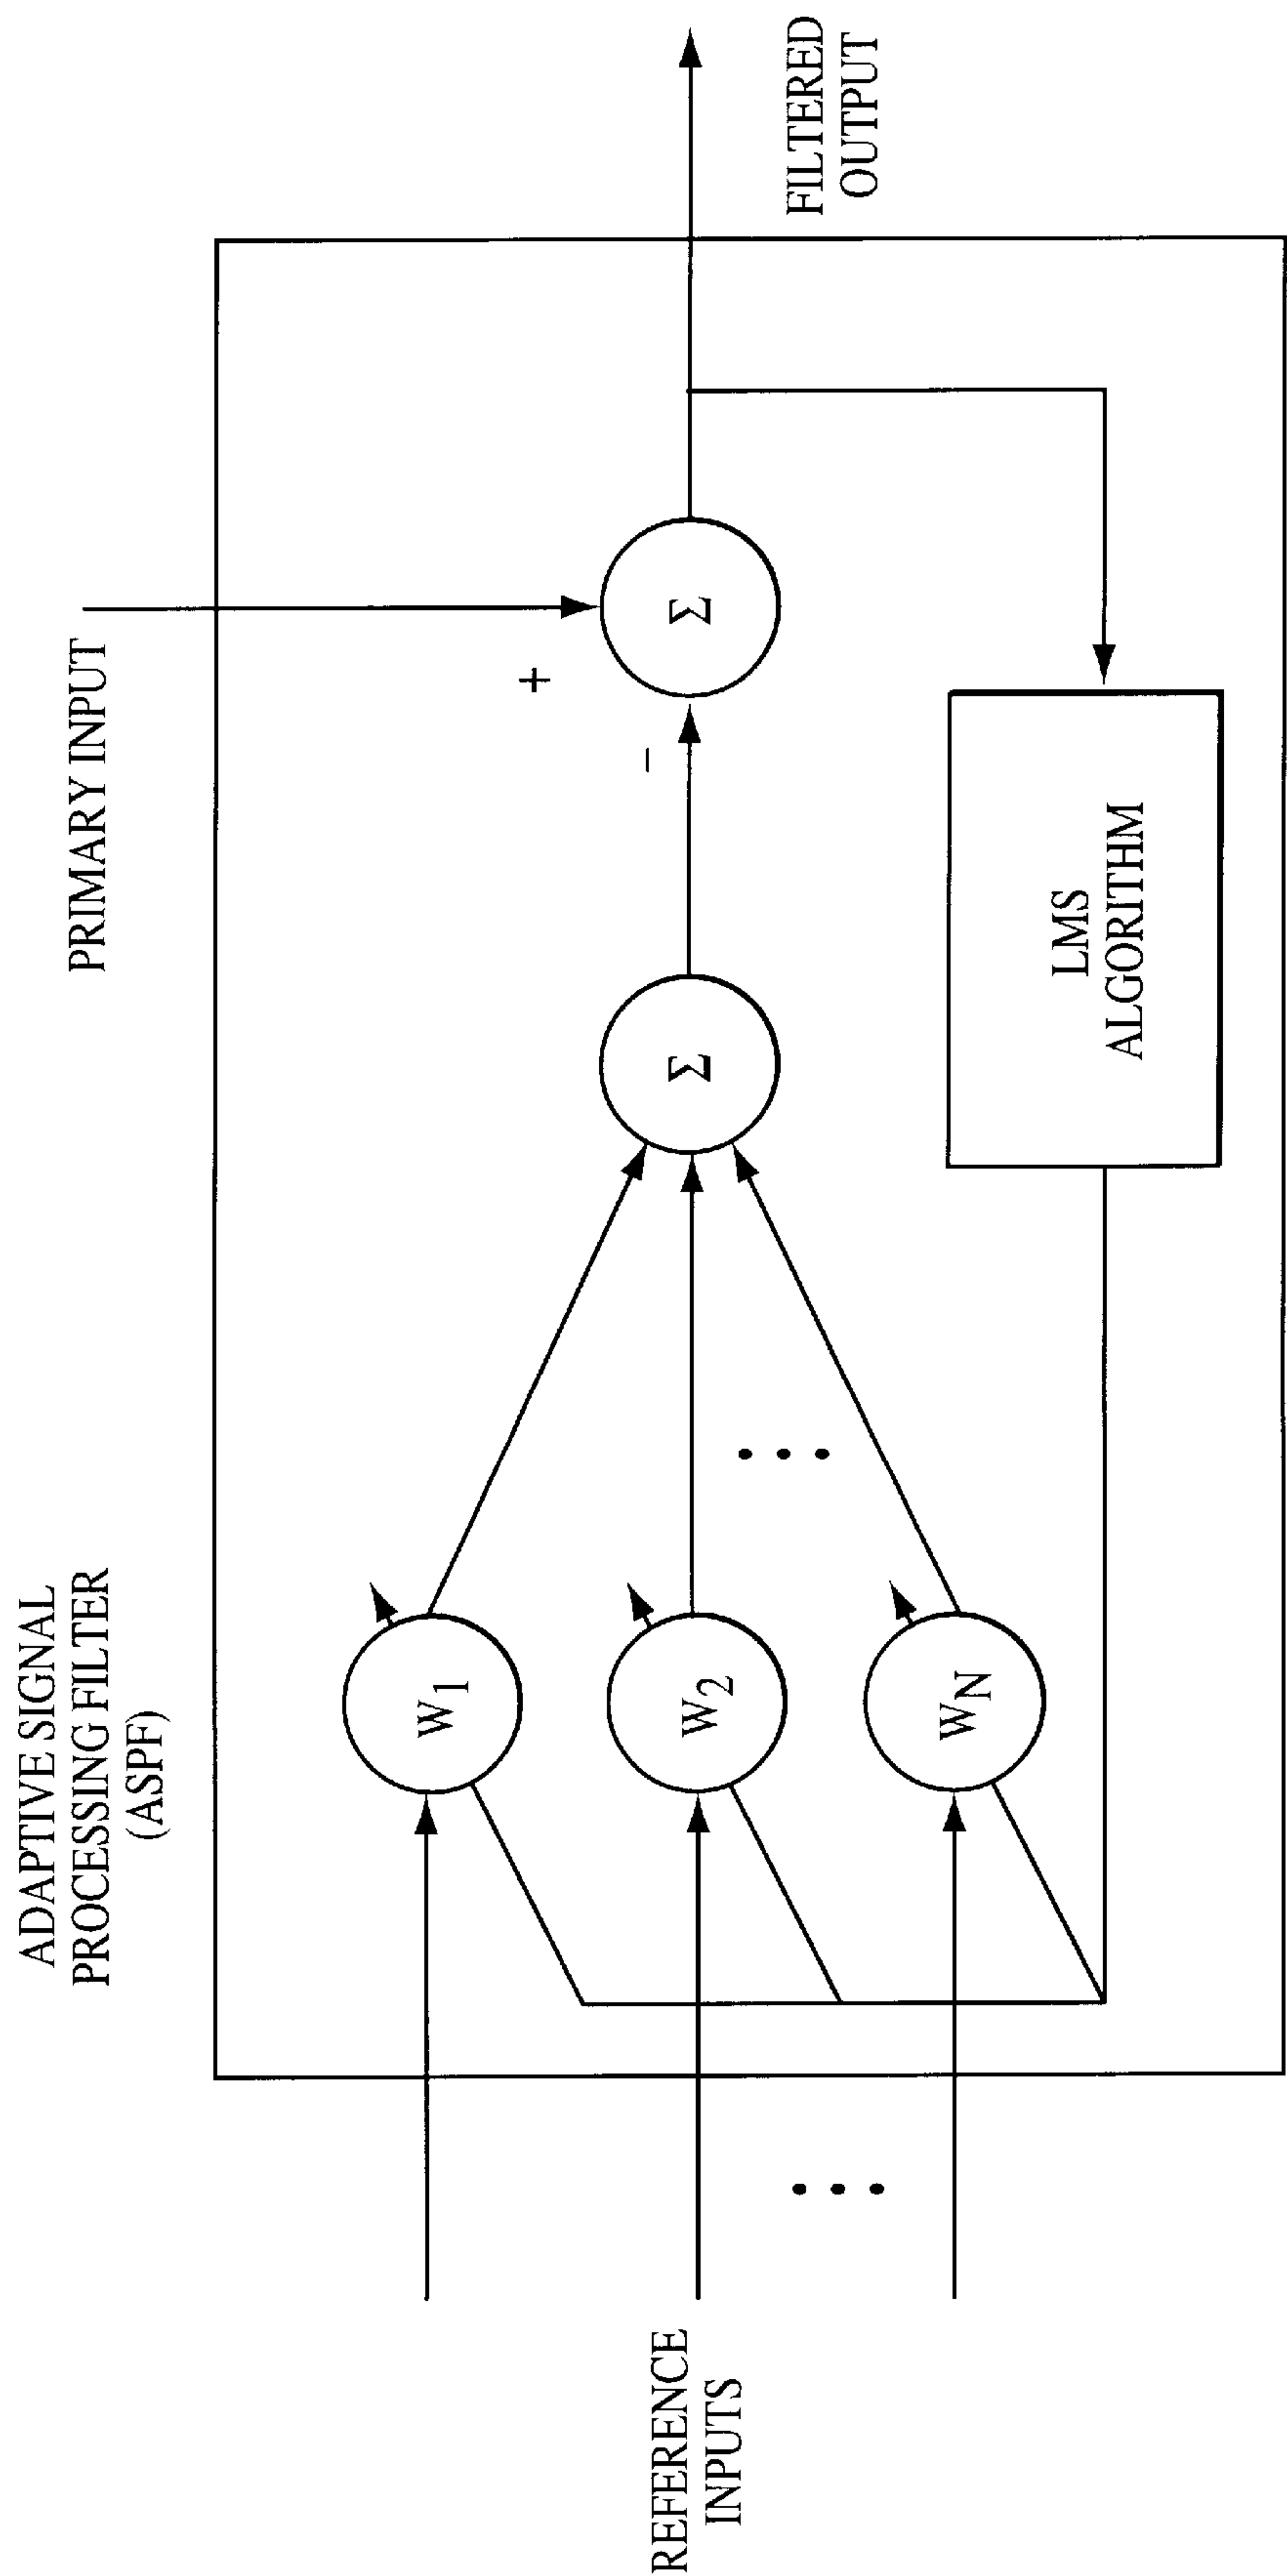 ADAPTIVE SIGNAL
PROCESSING FILTER
(ASPF)
PRIMARY INPUT
+
−
W1
W2
WN
Σ
Σ
• • •
• • •
REFERENCE
INPUTS
FILTERED
OUTPUT
LMS
ALGORITHM